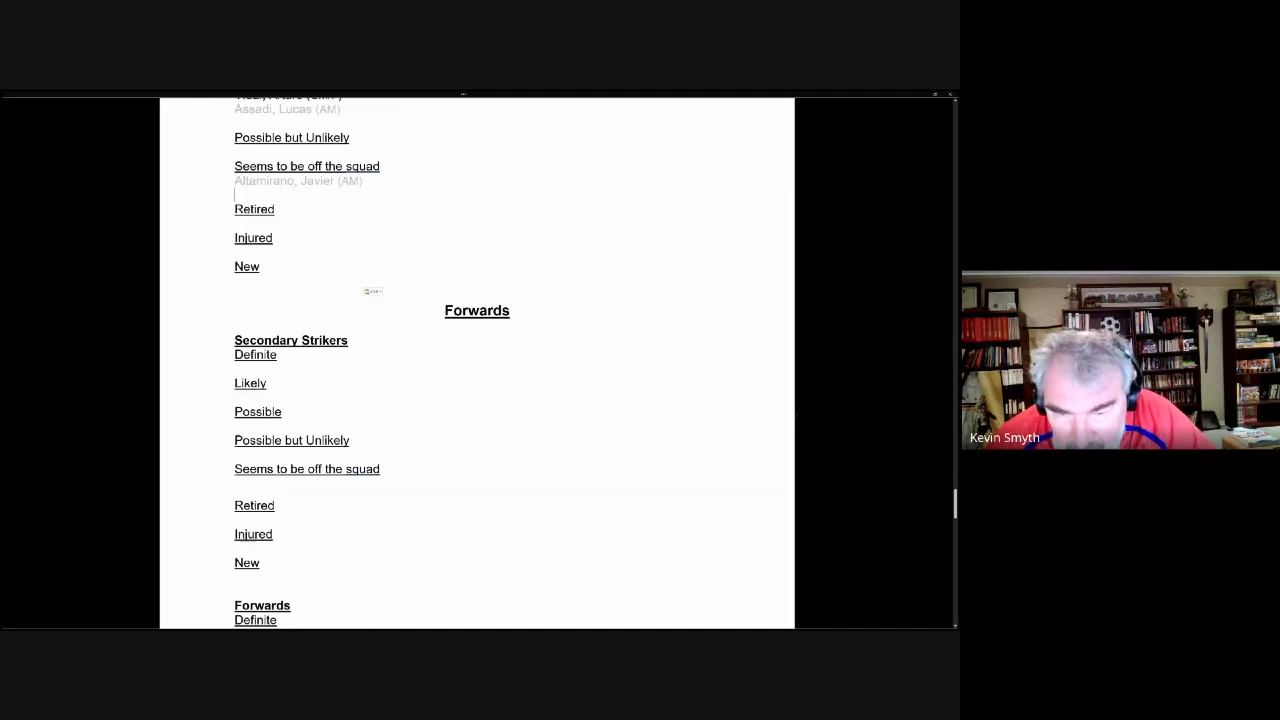 Assadi, Lucas (AM)
Possible but Unlikely
Seems to be off the squad
Altamirano, Javier (AM)
Retired
Injured
New
Forwards
Secondary Strikers
Definite
Likely
Possible
Possible but Unlikely
Seems to be off the squad
Retired
Injured
New
Forwards
Definite
Kevin Smyth